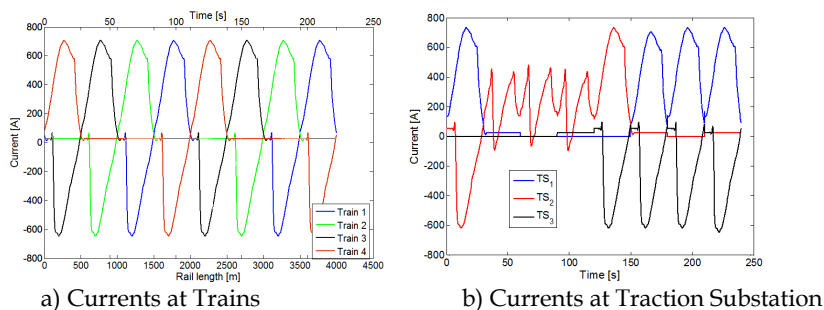 Time [s]
0 50 100 150 200 250
800
600
400
200
0
-200
-400
-600
-800
Current [A]
Train 1
Train 2
Train 3
Train 4
0 500 1000 1500 2000 2500 3000 3500 4000 4500
Rail length [m]
a) Currents at Trains
800
600
400
200
0
-200
-400
-600
-800
Current [A]
TS1
TS2
TS3
0 50 100 150 200 250
Time [s]
b) Currents at Traction Substation